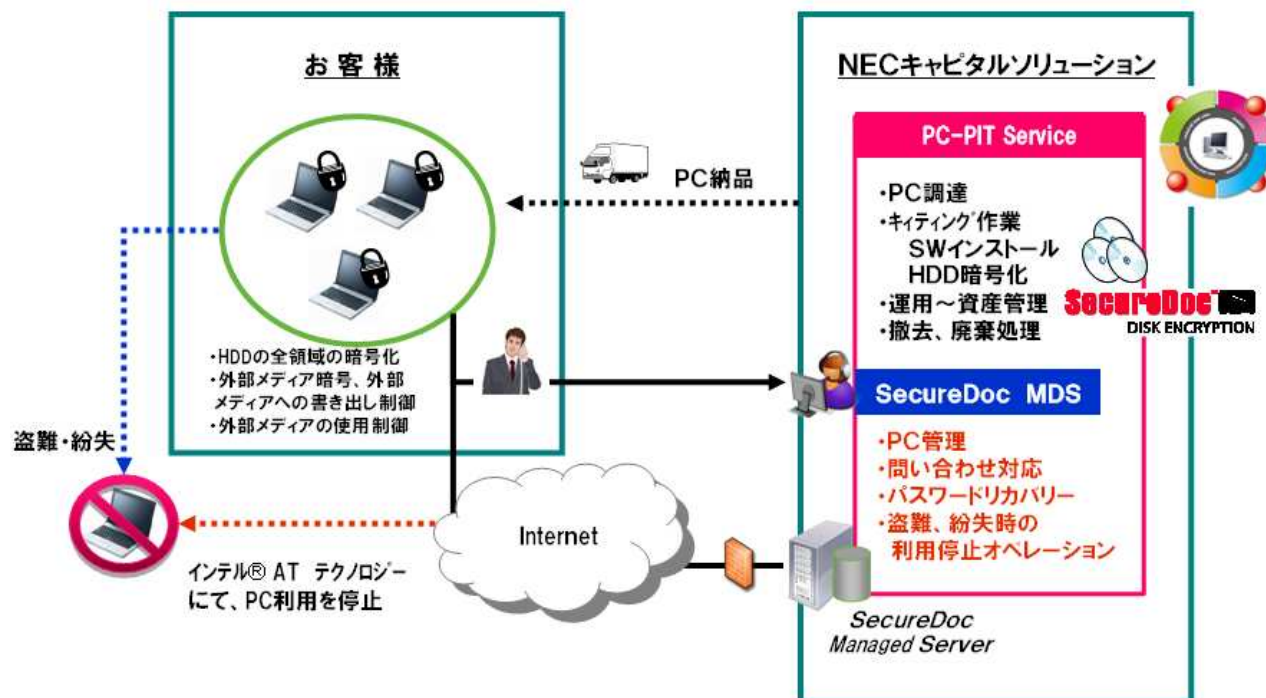 お客様
・HDDの全領域の暗号化
・外部メディア暗号、外部
メディアへの書き出し制御
・外部メディアの使用制御
盗難・紛失
インテル® AT テクノロジー
にて、PC利用を停止
PC納品
Internet
NECキャピタルソリューション
PC-PIT Service
・PC調達
・キッティング作業
SWインストール
HDD暗号化
・運用～資産管理
・撤去、廃棄処理
SecureDoc
DISK ENCRYPTION
SecureDoc MDS
・PC管理
・問い合わせ対応
・パスワードリカバリー
・盗難、紛失時の
利用停止オペレーション
SecureDoc
Managed Server